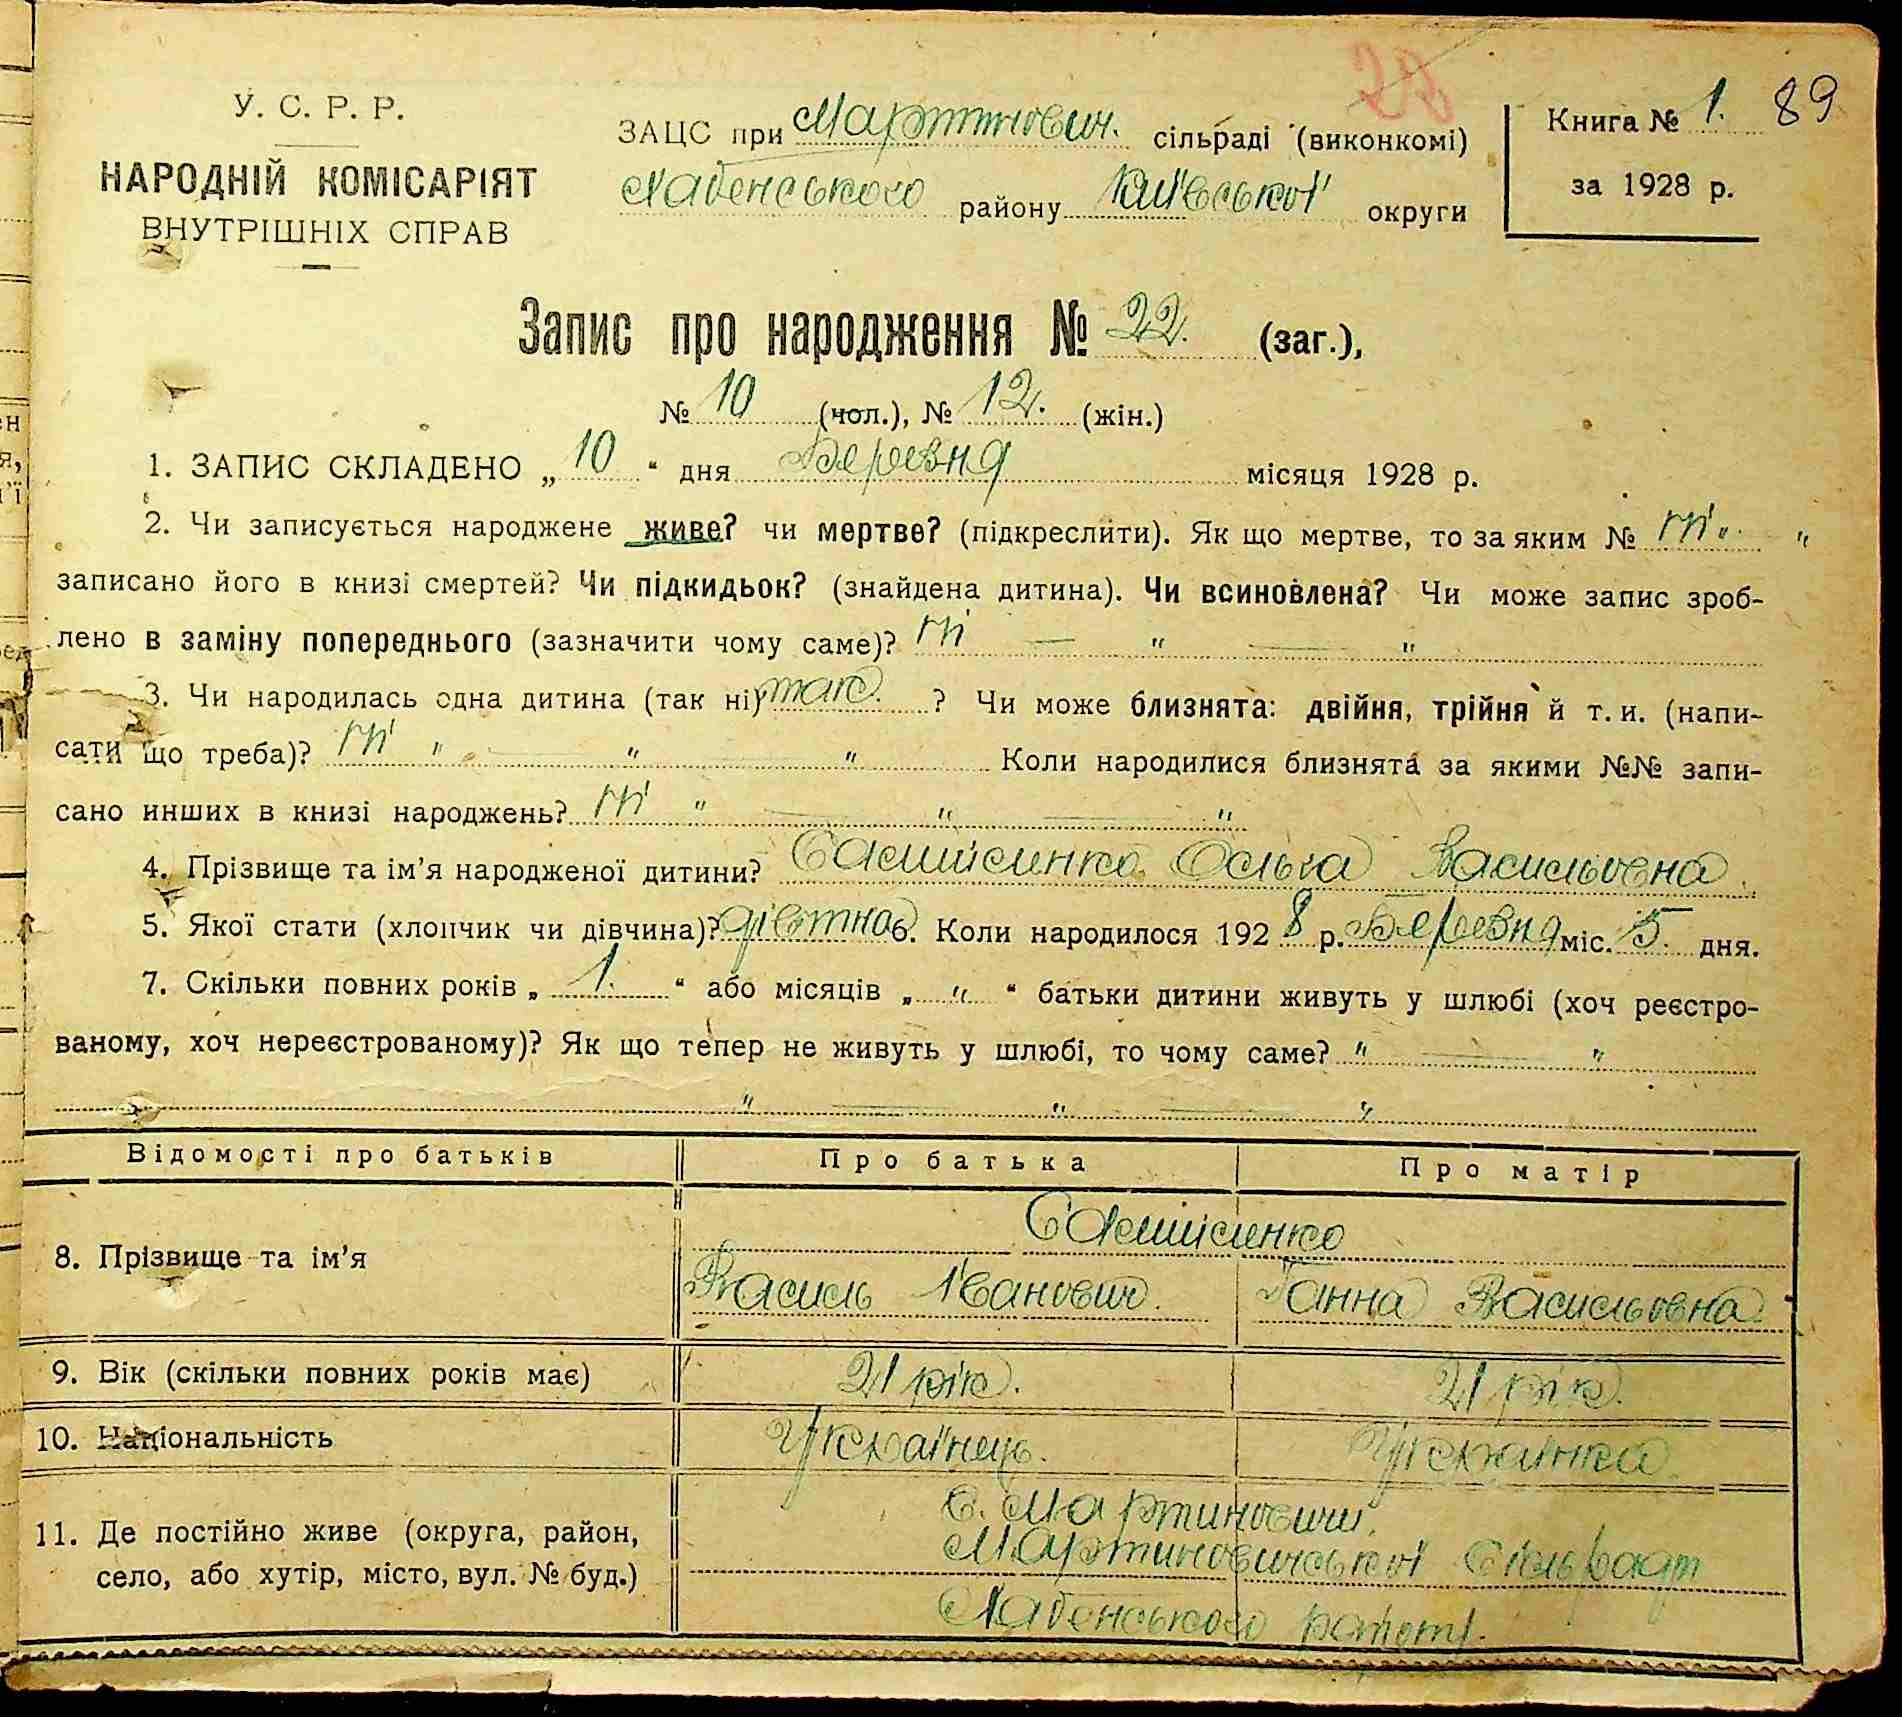 У. С. Р. Р.
НАРОДНІЙ КОМІСАРІЯТ
ВНУТРІШНІХ СПРАВ
ЗАЦС при Мартинович. сільраді (виконкомі)
Хабенського району Київської округи
Книга № 1. 89
за 1928 р.
Запис про народження № 22. (заг.),
№ 10 (чол.), № 12. (жін.)
1. ЗАПИС СКЛАДЕНО „ 10 “ дня Березня місяця 1928 р.
2. Чи записується народжене живе? чи мертве? (підкреслити). Як що мертве, то за яким № ні " "
записано його в книзі смертей? Чи підкидьок? (знайдена дитина). Чи всиновлена? Чи може запис зроб-
лено в заміну попереднього (зазначити чому саме)? ні — " — "
3. Чи народилась одна дитина (так ні) так. ? Чи може близнята: двійня, трійня й т. и. (напи-
сати що треба)? ні " — " — " Коли народилися близнята за якими №№ запи-
сано инших в книзі народжень? ні " — " — "
4. Прізвище та ім’я народженої дитини? Ольга Васильовна
5. Якої стати (хлопчик чи дівчина)? 6. Коли народилося 1928 р. Березня міс. 5. дня.
7. Скільки повних років „ 1. “ або місяців „ " “ батьки дитини живуть у шлюбі (хоч реєстро-
ваному, хоч нереєстрованому)? Як що тепер не живуть у шлюбі, то чому саме? " — "
" — " — "
Відомості про батьків Про батька Про матір
8. Прізвище та ім’я
Василь Іванович. Ганна Васильовна
9. Вік (скільки повних років має) 21 рік. 21 рік.
10. Національність Українець. Українка
11. Де постійно живе (округа, район,
село, або хутір, місто, вул. № буд.)
С. Мартиновичі
Мартиновицької Сільради
Хабенського району.